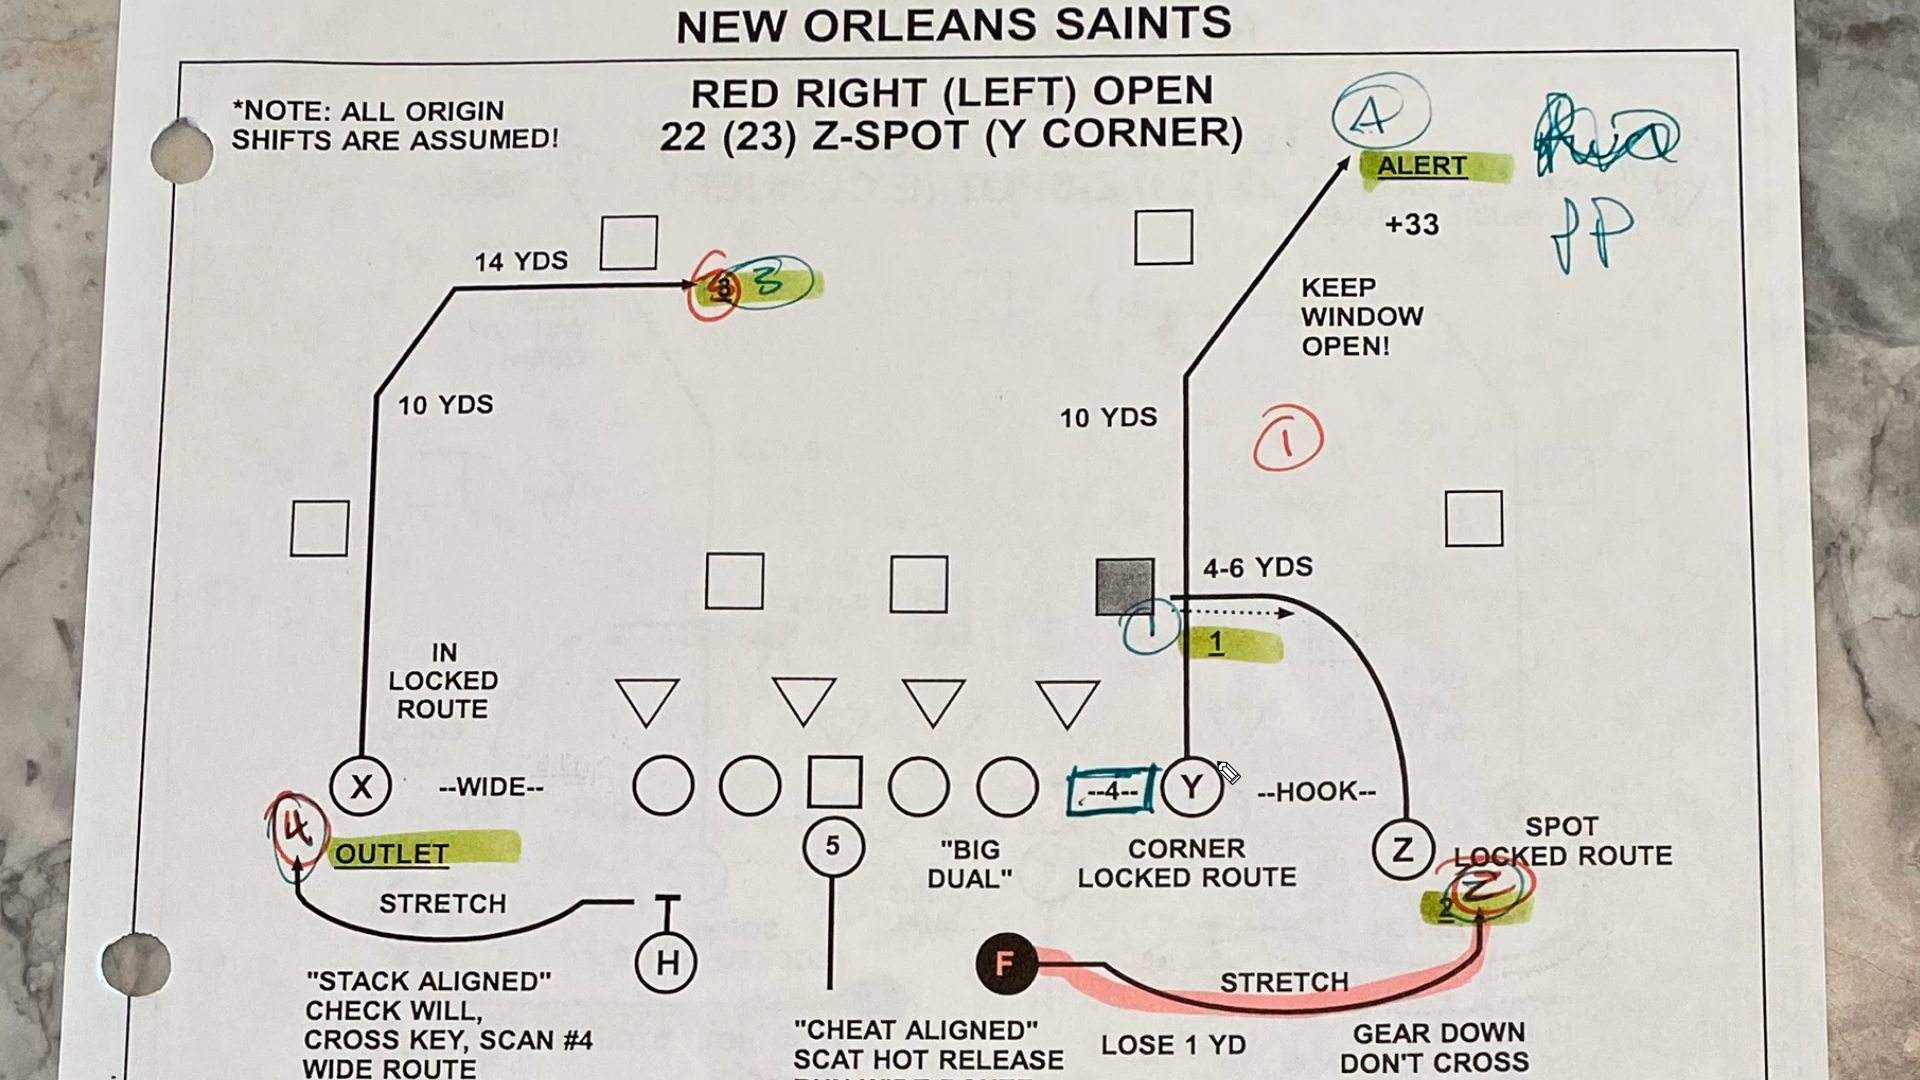 NEW ORLEANS SAINTS
RED RIGHT (LEFT) OPEN
22 (23) Z-SPOT (Y CORNER)
*NOTE: ALL ORIGIN
SHIFTS ARE ASSUMED!
A
ALERT
+33
PP
14 YDS
3
3
KEEP
WINDOW
OPEN!
10 YDS
10 YDS
1
4-6 YDS
1
1
IN
LOCKED
ROUTE
X
--WIDE--
--4--
Y
--HOOK--
4
OUTLET
5
"BIG
DUAL"
CORNER
LOCKED ROUTE
Z
SPOT
LOCKED ROUTE
2
2
STRETCH
H
F
STRETCH
"STACK ALIGNED"
CHECK WILL,
CROSS KEY, SCAN #4
WIDE ROUTE
"CHEAT ALIGNED"
SCAT HOT RELEASE
LOSE 1 YD
GEAR DOWN
DON'T CROSS